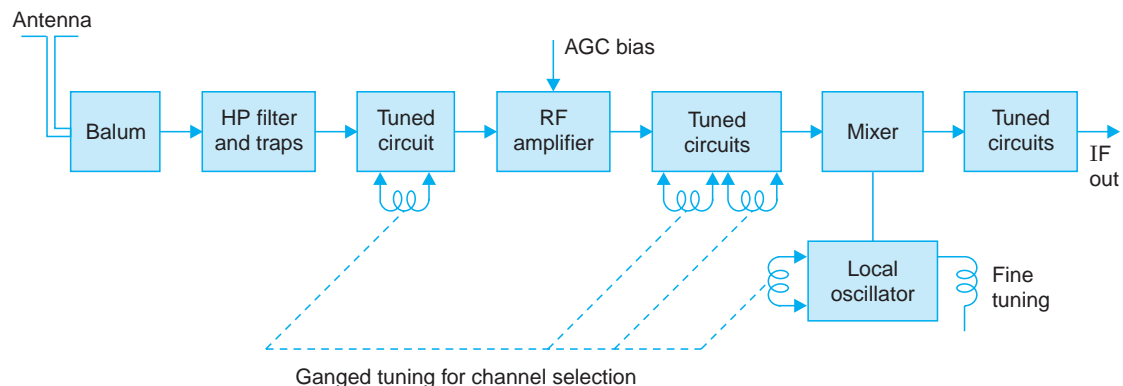 Antenna
AGC bias
Balum
HP filter
and traps
Tuned
circuit
RF
amplifier
Tuned
circuits
Mixer
Tuned
circuits
IF
out
Local
oscillator
Fine
tuning
Ganged tuning for channel selection